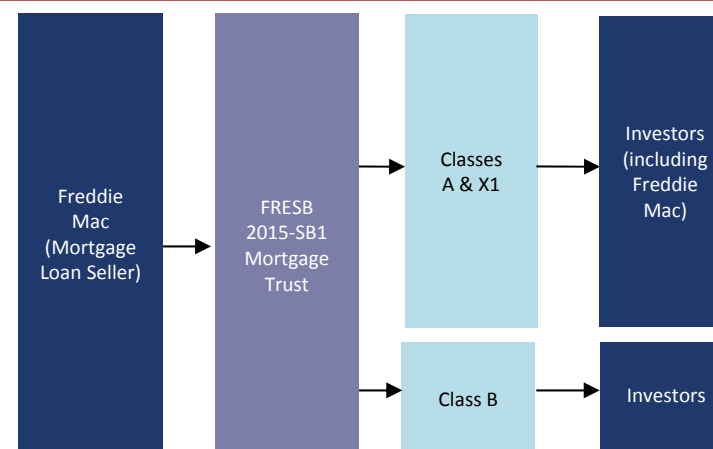 Freddie
Mac
(Mortgage
Loan Seller)
FRESB
2015-SB1
Mortgage
Trust
Classes
A & X1
Investors
(including
Freddie
Mac)
Class B
Investors